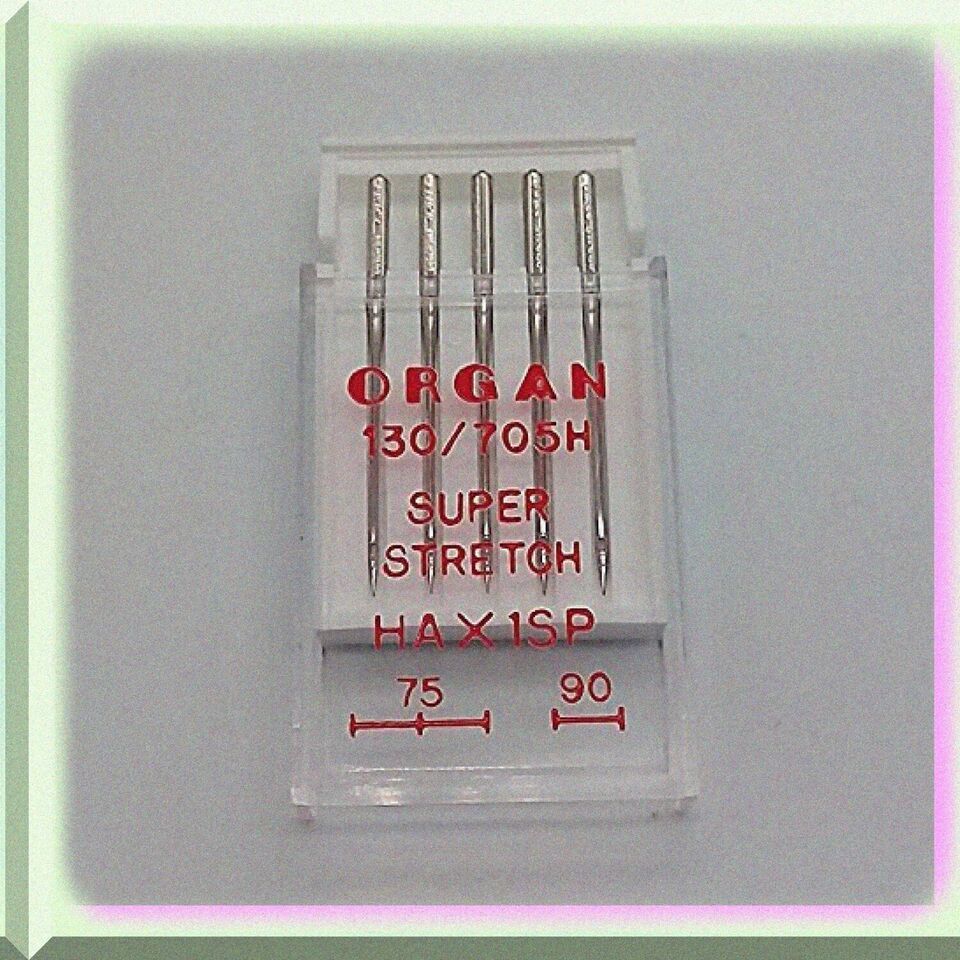 ORGAN
130/705H
SUPER
STRETCH
HAX1SP
75 90